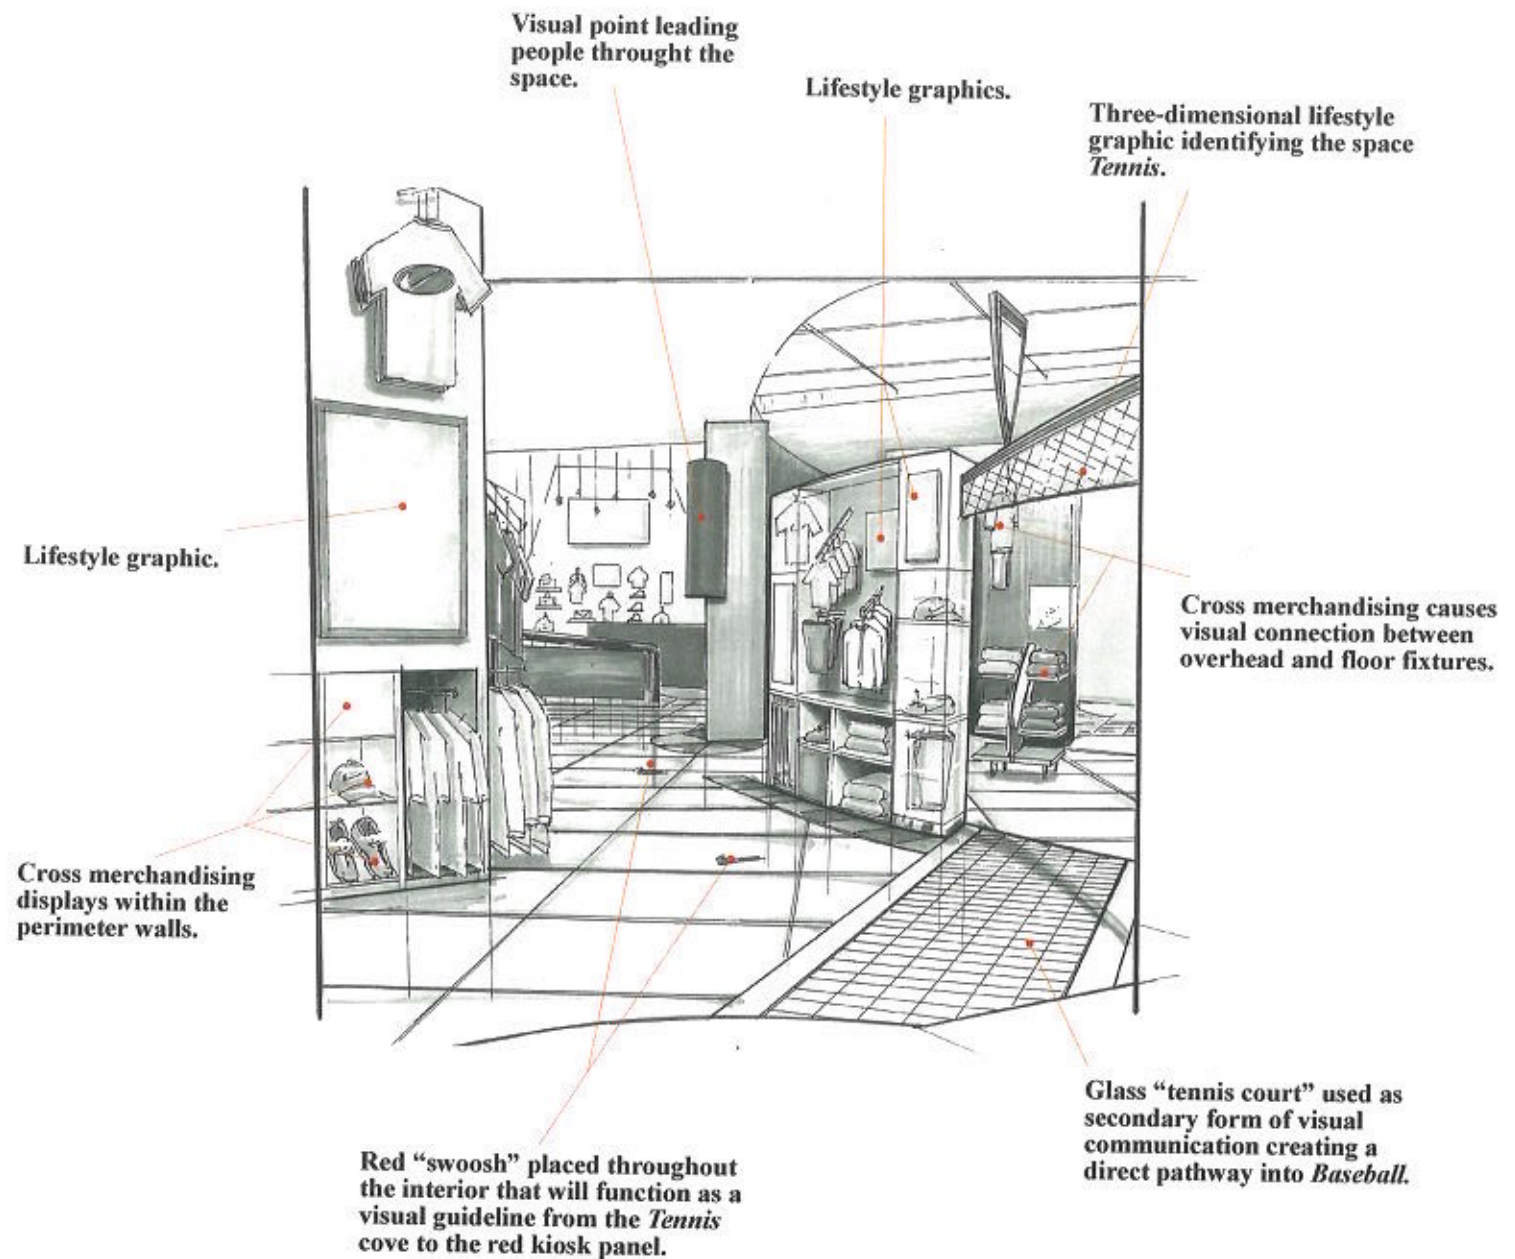 Visual point leading
people throught the
space.
Lifestyle graphics.
Three-dimensional lifestyle
graphic identifying the space
Tennis.
Lifestyle graphic.
Cross merchandising causes
visual connection between
overhead and floor fixtures.
Cross merchandising
displays within the
perimeter walls.
Glass “tennis court” used as
secondary form of visual
communication creating a
direct pathway into Baseball.
Red “swoosh” placed throughout
the interior that will function as a
visual guideline from the Tennis
cove to the red kiosk panel.